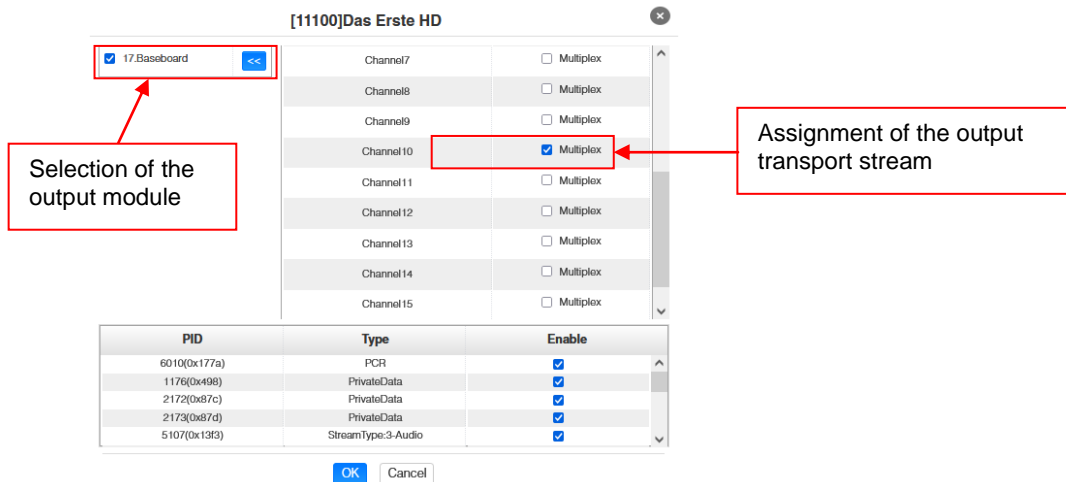 [11100]Das Erste HD
17.Baseboard <<
Channel7 Multiplex
Channel8 Multiplex
Channel9 Multiplex
Channel10 Multiplex
Channel11 Multiplex
Channel12 Multiplex
Channel13 Multiplex
Channel14 Multiplex
Channel15 Multiplex
Selection of the
output module
Assignment of the output
transport stream
PID Type Enable
6010(0x177a) PCR
1176(0x498) PrivateData
2172(0x87c) PrivateData
2173(0x87d) PrivateData
5107(0x13f3) StreamType:3-Audio
OK Cancel